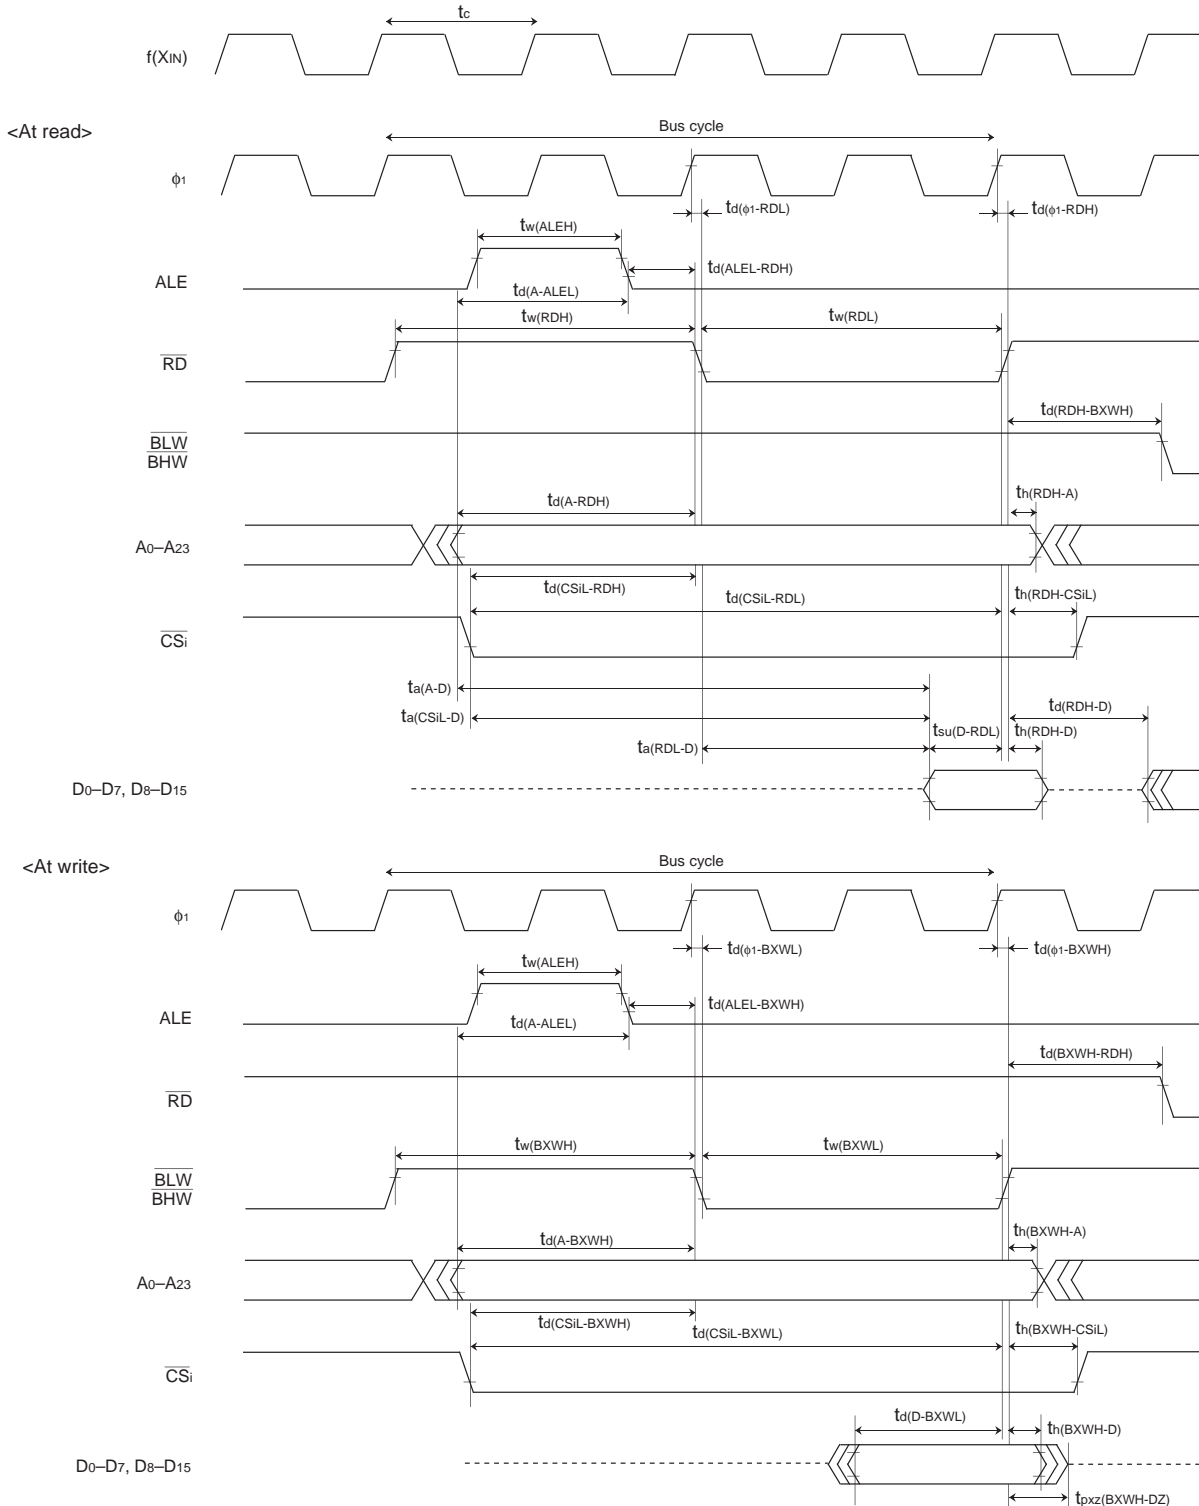 tc
f(XIN)
<At read>
Bus cycle
ϕ1
td(ϕ1-RDL)
td(ϕ1-RDH)
tw(ALEH)
td(ALEL-RDH)
ALE
td(A-ALEL)
tw(RDH)
tw(RDL)
RD
td(RDH-BXWH)
BLW
BHW
td(A-RDH)
th(RDH-A)
A0–A23
td(CSiL-RDH)
td(CSiL-RDL)
th(RDH-CSiL)
CSi
ta(A-D)
td(RDH-D)
ta(CSiL-D)
tsu(D-RDL)
th(RDH-D)
ta(RDL-D)
D0–D7, D8–D15
<At write>
Bus cycle
ϕ1
td(ϕ1-BXWL)
td(ϕ1-BXWH)
tw(ALEH)
td(ALEL-BXWH)
ALE
td(A-ALEL)
td(BXWH-RDH)
RD
tw(BXWH)
tw(BXWL)
BLW
BHW
td(A-BXWH)
th(BXWH-A)
A0–A23
td(CSiL-BXWH)
td(CSiL-BXWL)
th(BXWH-CSiL)
CSi
td(D-BXWL)
th(BXWH-D)
D0–D7, D8–D15
tpxz(BXWH-DZ)